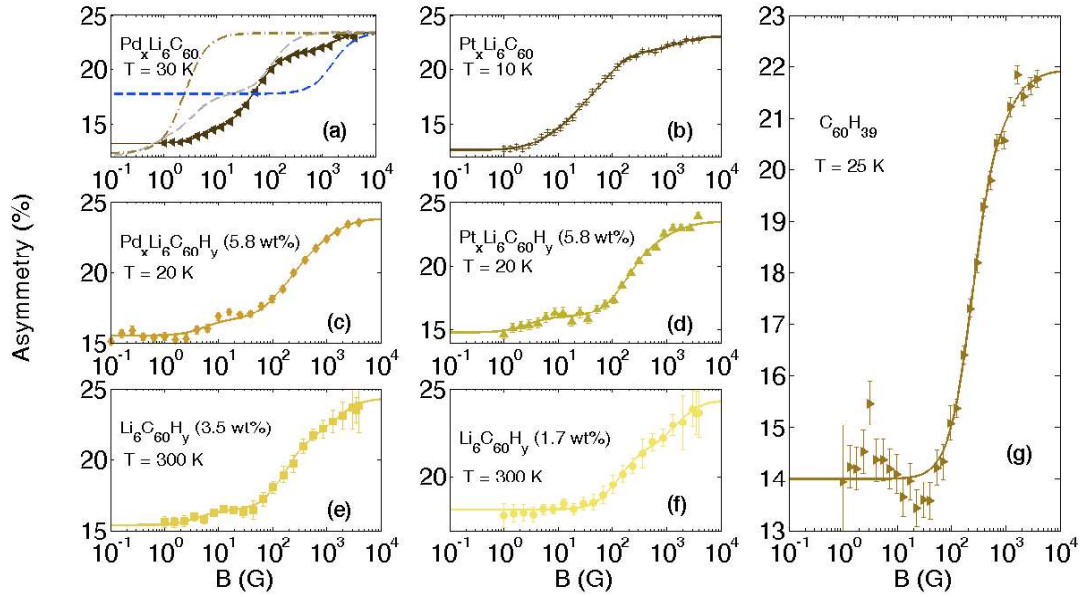 Asymmetry (%)
23
18
13
Pd_xLi_6C_60
T = 30 K
(a)
10^-1 10^0 10^1 10^2 10^3 10^4
23
18
13
Pt_xLi_6C_60
T = 10 K
(b)
10^-1 10^0 10^1 10^2 10^3 10^4
25
20
15
Pd_xLi_6C_60H_y (5.8 wt%)
T = 20 K
(c)
10^-1 10^0 10^1 10^2 10^3 10^4
25
20
15
Pt_xLi_6C_60H_y (5.8 wt%)
T = 20 K
(d)
10^-1 10^0 10^1 10^2 10^3 10^4
25
20
15
Li_6C_60H_y (3.5 wt%)
T = 300 K
(e)
10^-1 10^0 10^1 10^2 10^3 10^4
B (G)
25
20
Li_6C_60H_y (1.7 wt%)
T = 300 K
(f)
10^-1 10^0 10^1 10^2 10^3 10^4
B (G)
23
22
21
20
19
18
17
16
15
14
13
C_60H_39
T = 25 K
(g)
10^-1 10^0 10^1 10^2 10^3 10^4
B (G)